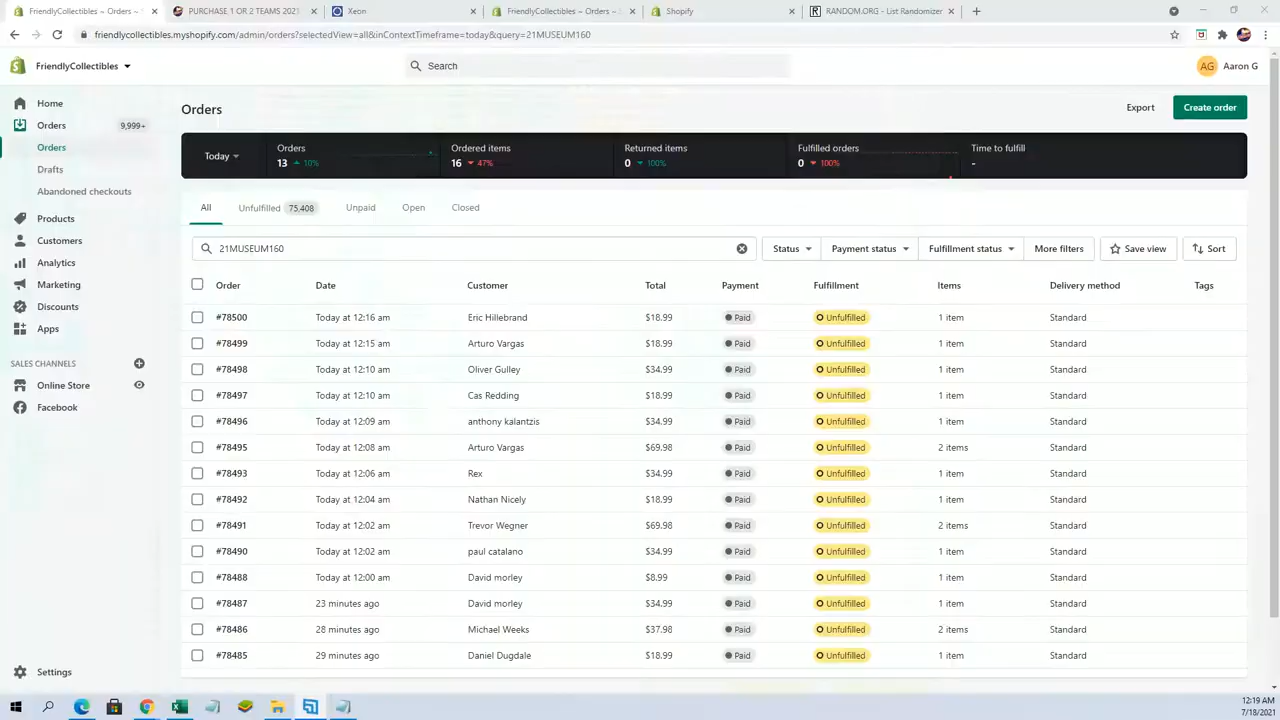 FriendlyCollectibles ~ Orders ~ S
PURCHASE 1 OR 2 TEAMS 2021
Xeon
FriendlyCollectibles ~ Orders ~ S
Shopify
RANDOM.ORG - List Randomizer
friendlycollectibles.myshopify.com/admin/orders?selectedView=all&inContextTimeframe=today&query=21MUSEUM160
FriendlyCollectibles
Search
AG Aaron G
Home
Orders 9,999+
Orders
Drafts
Abandoned checkouts
Products
Customers
Analytics
Marketing
Discounts
Apps
SALES CHANNELS
Online Store
Facebook
Settings
Orders
Export
Create order
Today
Orders
13 10%
Ordered items
16 47%
Returned items
0 100%
Fulfilled orders
0 100%
Time to fulfill
-
All Unfulfilled 75,408 Unpaid Open Closed
21MUSEUM160
Status Payment status Fulfillment status More filters Save view Sort
Order Date Customer Total Payment Fulfillment Items Delivery method Tags
#78500 Today at 12:16 am Eric Hillebrand $18.99 Paid Unfulfilled 1 item Standard
#78499 Today at 12:15 am Arturo Vargas $18.99 Paid Unfulfilled 1 item Standard
#78498 Today at 12:10 am Oliver Gulley $34.99 Paid Unfulfilled 1 item Standard
#78497 Today at 12:10 am Cas Redding $18.99 Paid Unfulfilled 1 item Standard
#78496 Today at 12:09 am anthony kalantzis $34.99 Paid Unfulfilled 1 item Standard
#78495 Today at 12:08 am Arturo Vargas $69.98 Paid Unfulfilled 2 items Standard
#78493 Today at 12:06 am Rex $34.99 Paid Unfulfilled 1 item Standard
#78492 Today at 12:04 am Nathan Nicely $18.99 Paid Unfulfilled 1 item Standard
#78491 Today at 12:02 am Trevor Wegner $69.98 Paid Unfulfilled 2 items Standard
#78490 Today at 12:02 am paul catalano $34.99 Paid Unfulfilled 1 item Standard
#78488 Today at 12:00 am David morley $8.99 Paid Unfulfilled 1 item Standard
#78487 23 minutes ago David morley $34.99 Paid Unfulfilled 1 item Standard
#78486 28 minutes ago Michael Weeks $37.98 Paid Unfulfilled 2 items Standard
#78485 29 minutes ago Daniel Dugdale $18.99 Paid Unfulfilled 1 item Standard
12:19 AM
7/18/2021